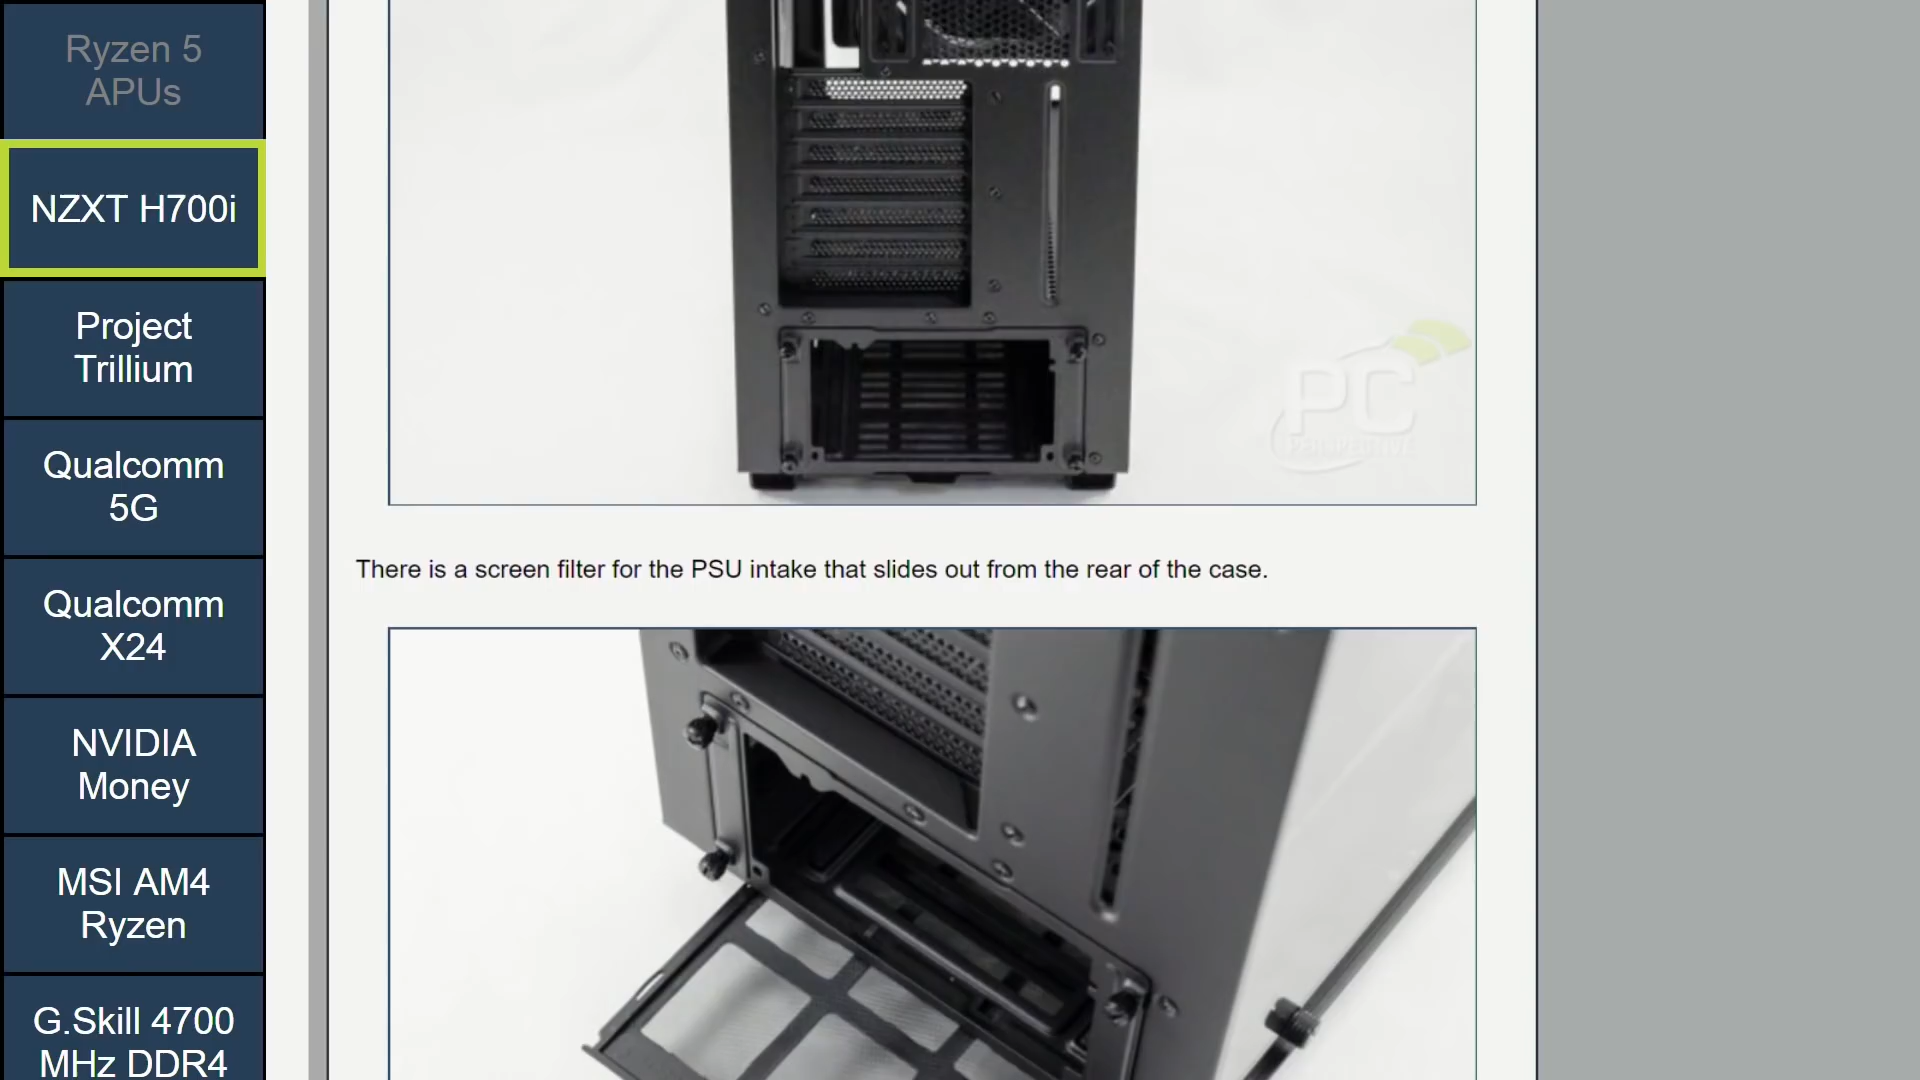 Ryzen 5
APUs
NZXT H700i
Project
Trillium
Qualcomm
5G
Qualcomm
X24
NVIDIA
Money
MSI AM4
Ryzen
G.Skill 4700
MHz DDR4
PC
PERSPECTIVE
There is a screen filter for the PSU intake that slides out from the rear of the case.